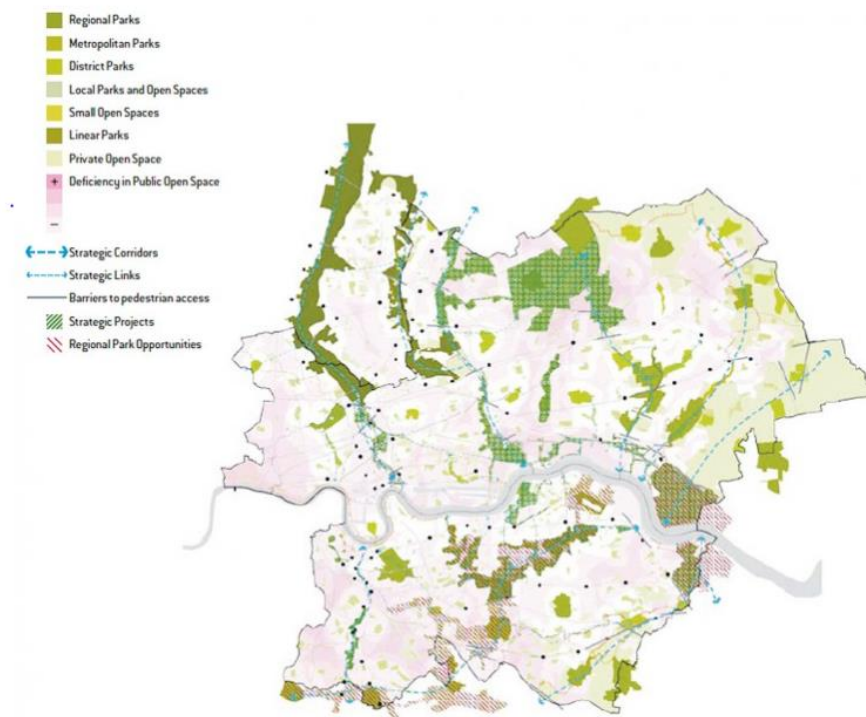 Regional Parks
Metropolitan Parks
District Parks
Local Parks and Open Spaces
Small Open Spaces
Linear Parks
Private Open Space
+ Deficiency in Public Open Space
−
Strategic Corridors
Strategic Links
Barriers to pedestrian access
Strategic Projects
Regional Park Opportunities